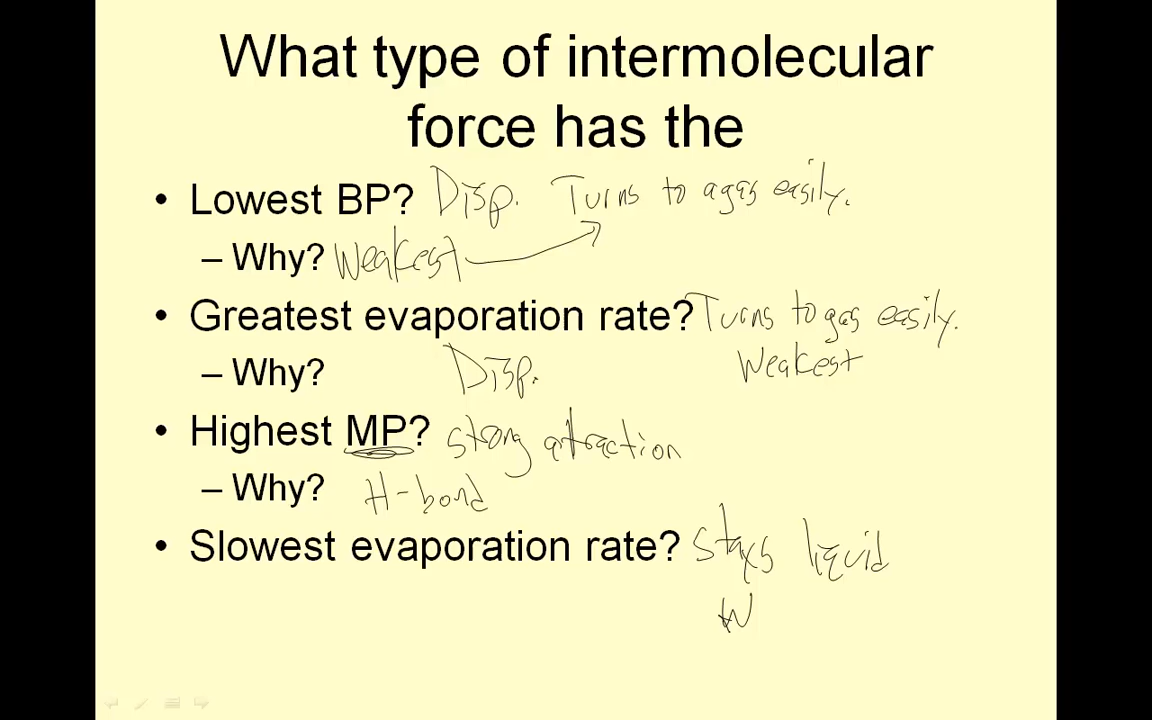 What type of intermolecular
force has the
• Lowest BP? Disp. Turns to a gas easily.
– Why? Weakest
• Greatest evaporation rate? Turns to gas easily.
– Why? Disp. Weakest
• Highest MP? strong attraction
– Why? H-bond
• Slowest evaporation rate? stays liquid